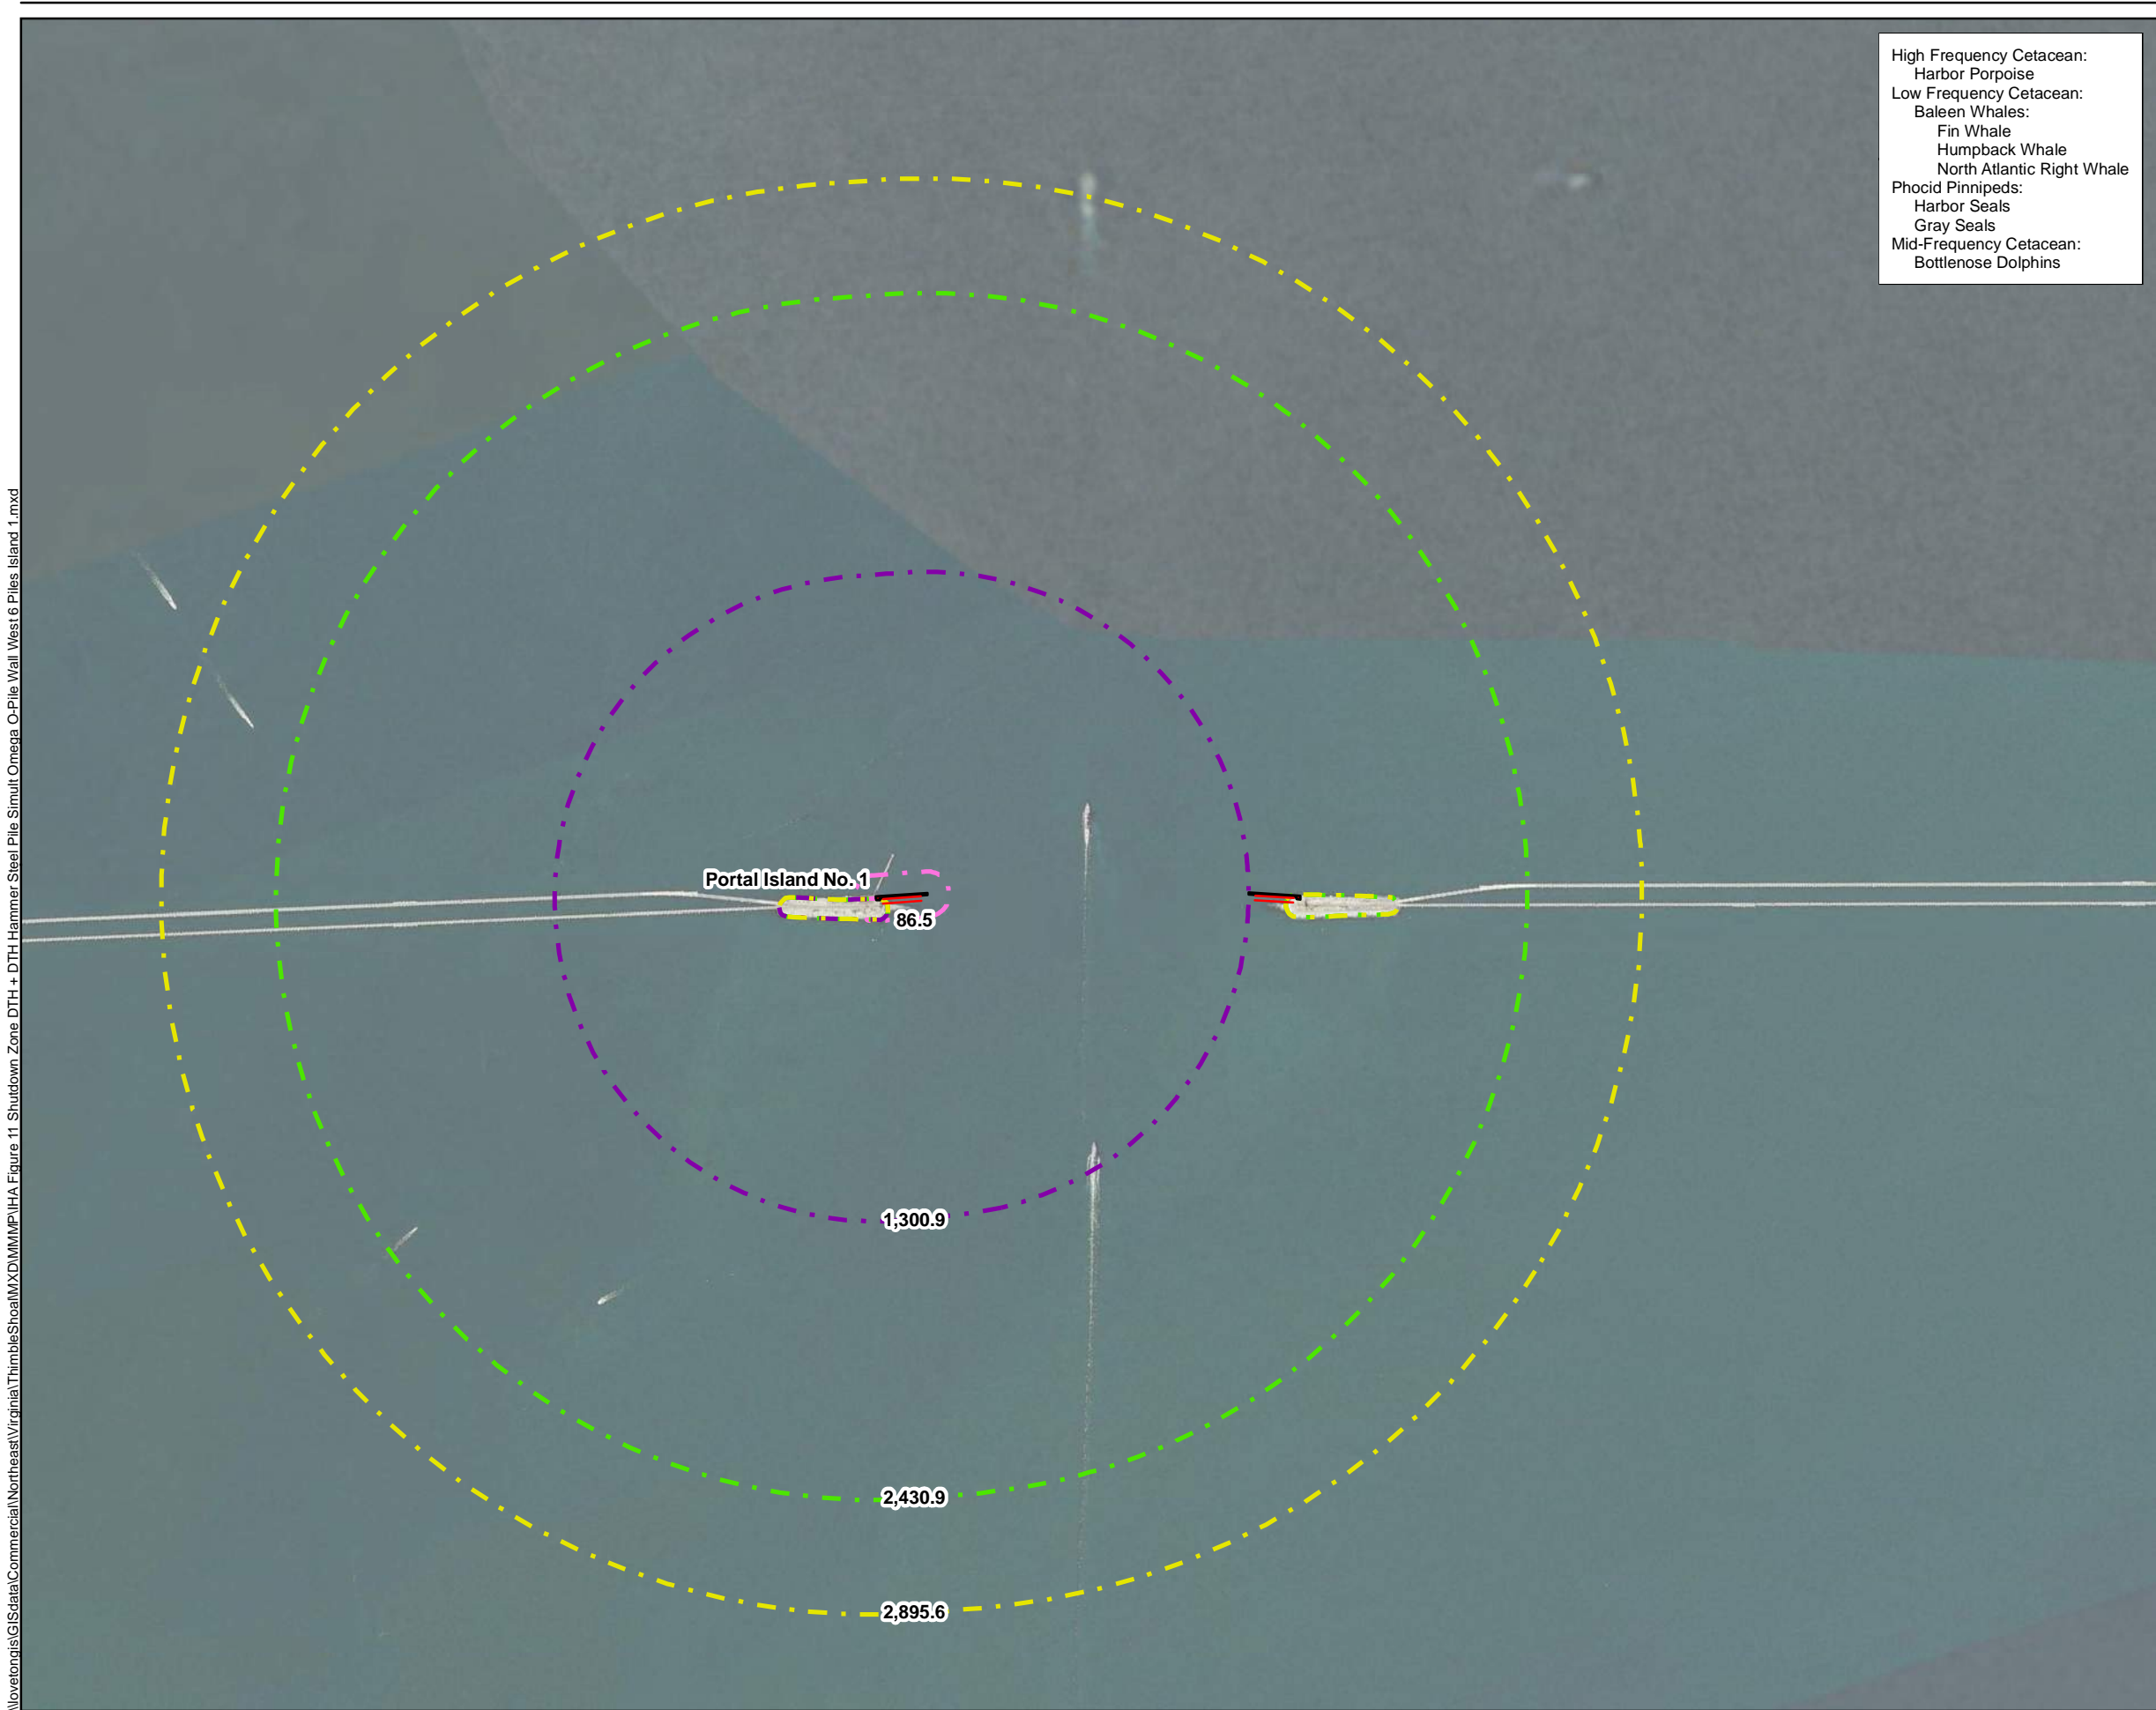 High Frequency Cetacean:
Harbor Porpoise
Low Frequency Cetacean:
Baleen Whales:
Fin Whale
Humpback Whale
North Atlantic Right Whale
Phocid Pinnipeds:
Harbor Seals
Gray Seals
Mid-Frequency Cetacean:
Bottlenose Dolphins
Portal Island No. 1
86.5
1,300.9
2,430.9
2,895.6
\\lovetongis\GISdata\Commercial\Northeast\Virginia\ThimbleShoal\MXD\MMMP\IHA Figure 11 Shutdown Zone DTH + DTH Hammer Steel Pile Simult Omega O-Pile Wall West 6 Piles Island 1.mxd